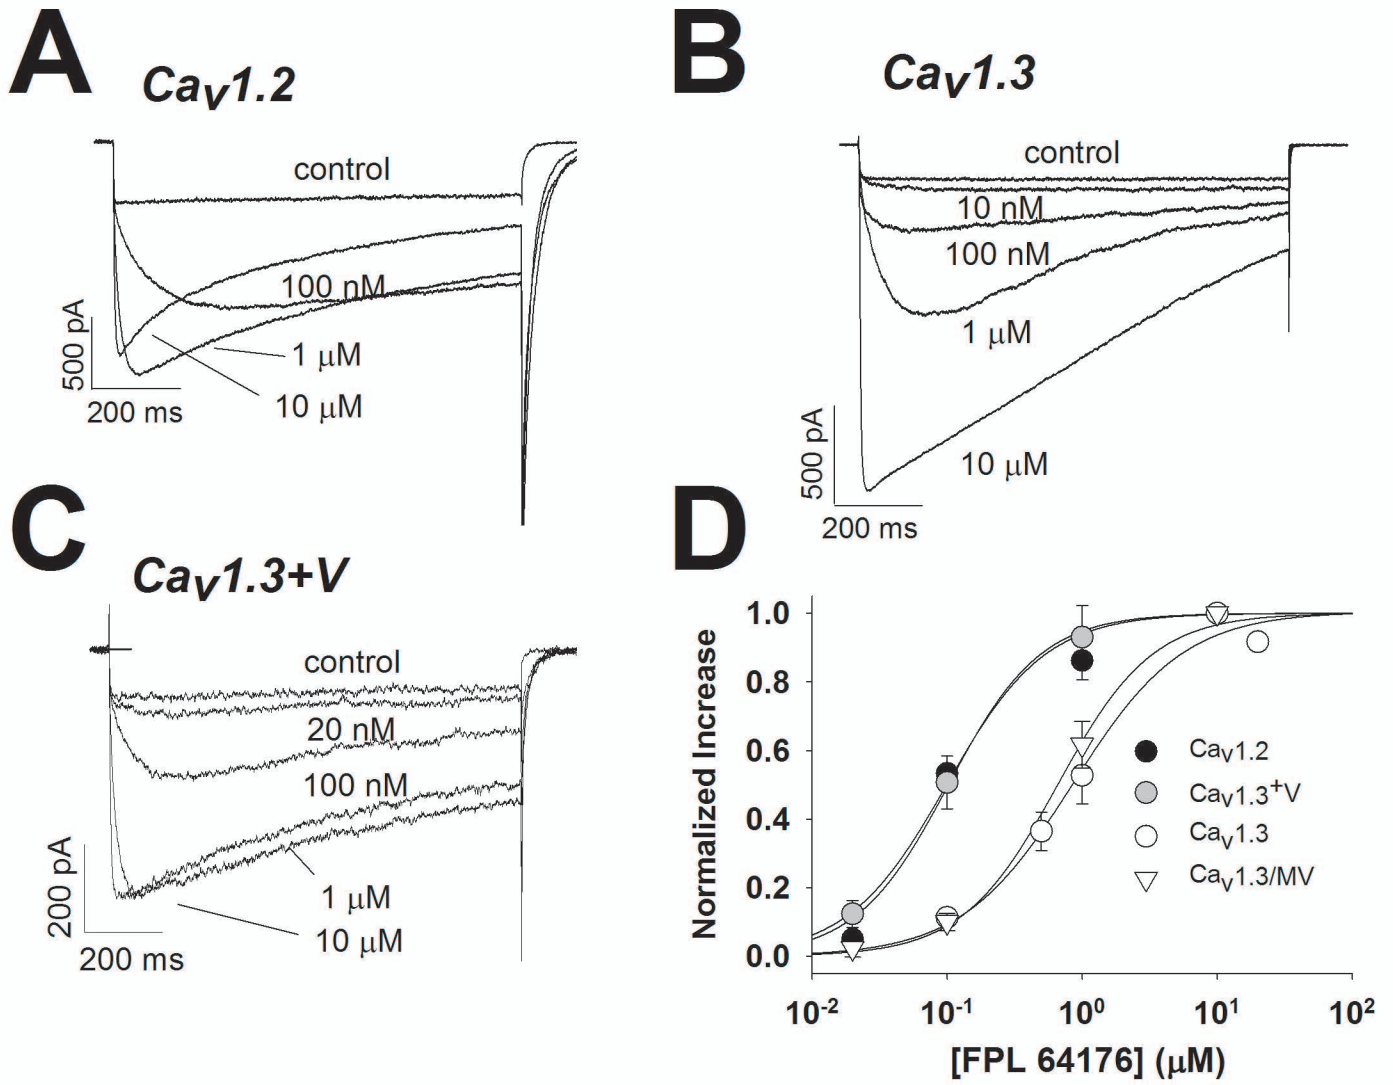 A
Cav1.2
control
100 nM
1 μM
10 μM
500 pA
200 ms
B
Cav1.3
control
10 nM
100 nM
1 μM
10 μM
500 pA
200 ms
C
Cav1.3+V
control
20 nM
100 nM
1 μM
10 μM
200 pA
200 ms
D
Normalized Increase
1.0
0.8
0.6
0.4
0.2
0.0
Cav1.2
Cav1.3+V
Cav1.3
Cav1.3/MV
10-2 10-1 100 101 102
[FPL 64176] (μM)